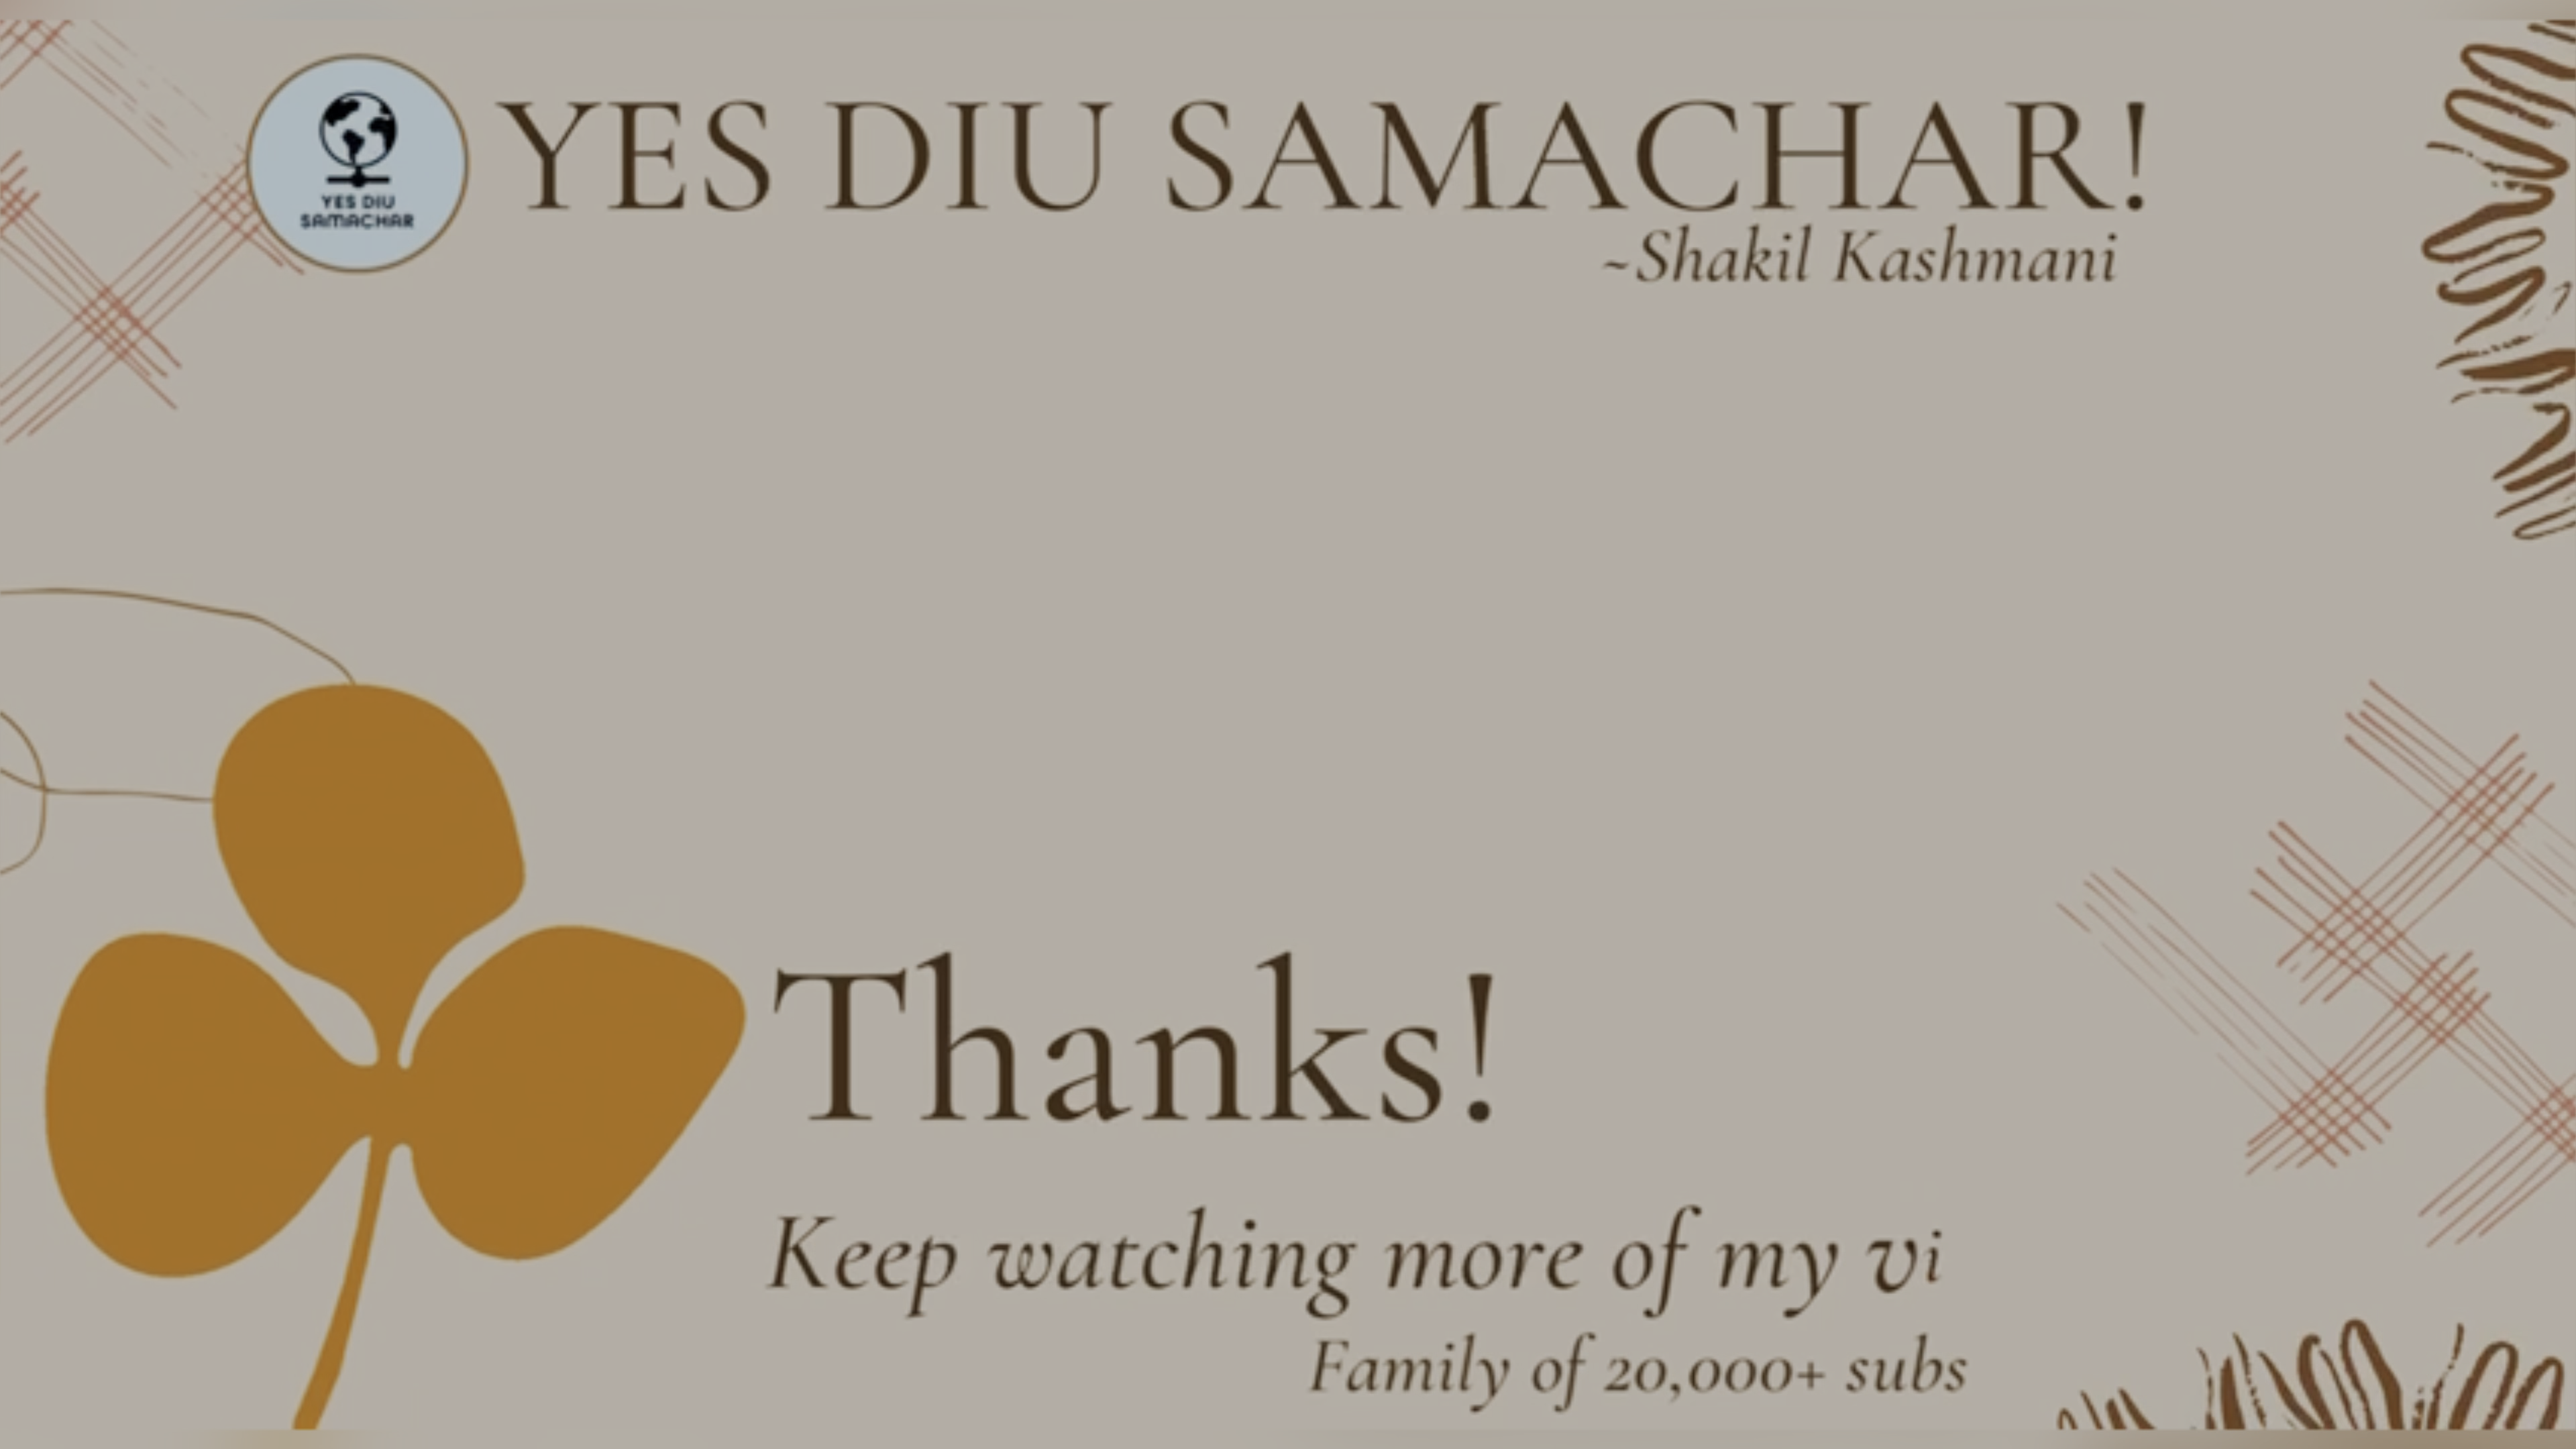 YES DIU SAMACHAR!
YES DIU
SAMACHAR
~Shakil Kashmani
Thanks!
Keep watching more of my vi
Family of 20,000+ subs